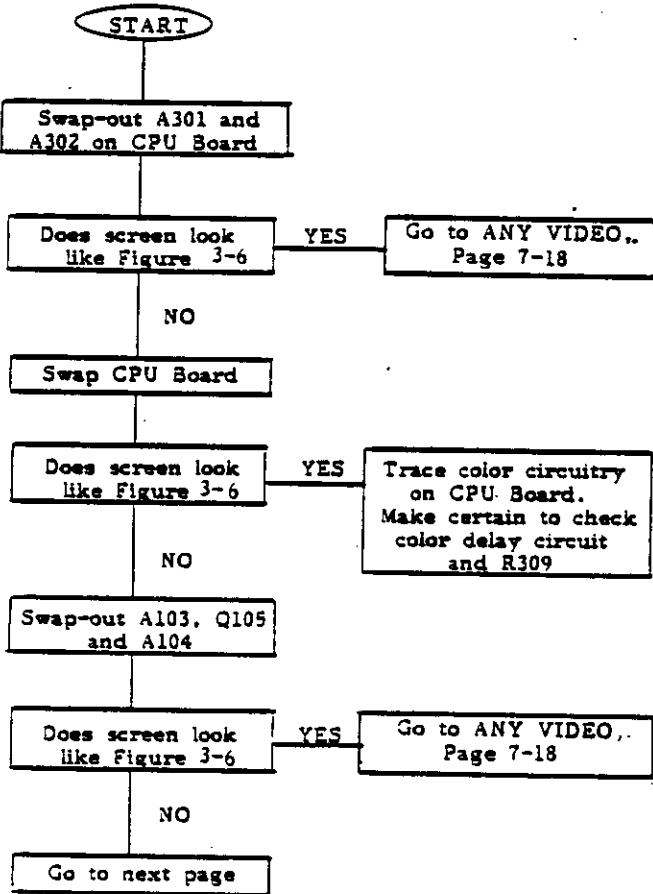 START
Swap-out A301 and
A302 on CPU Board
Does screen look
like Figure 3-6
YES
Go to ANY VIDEO,.
Page 7-18
NO
Swap CPU Board
Does screen look
like Figure 3-6
YES
Trace color circuitry
on CPU Board.
Make certain to check
color delay circuit
and R309
NO
Swap-out A103, Q105
and A104
Does screen look
like Figure 3-6
YES
Go to ANY VIDEO,.
Page 7-18
NO
Go to next page